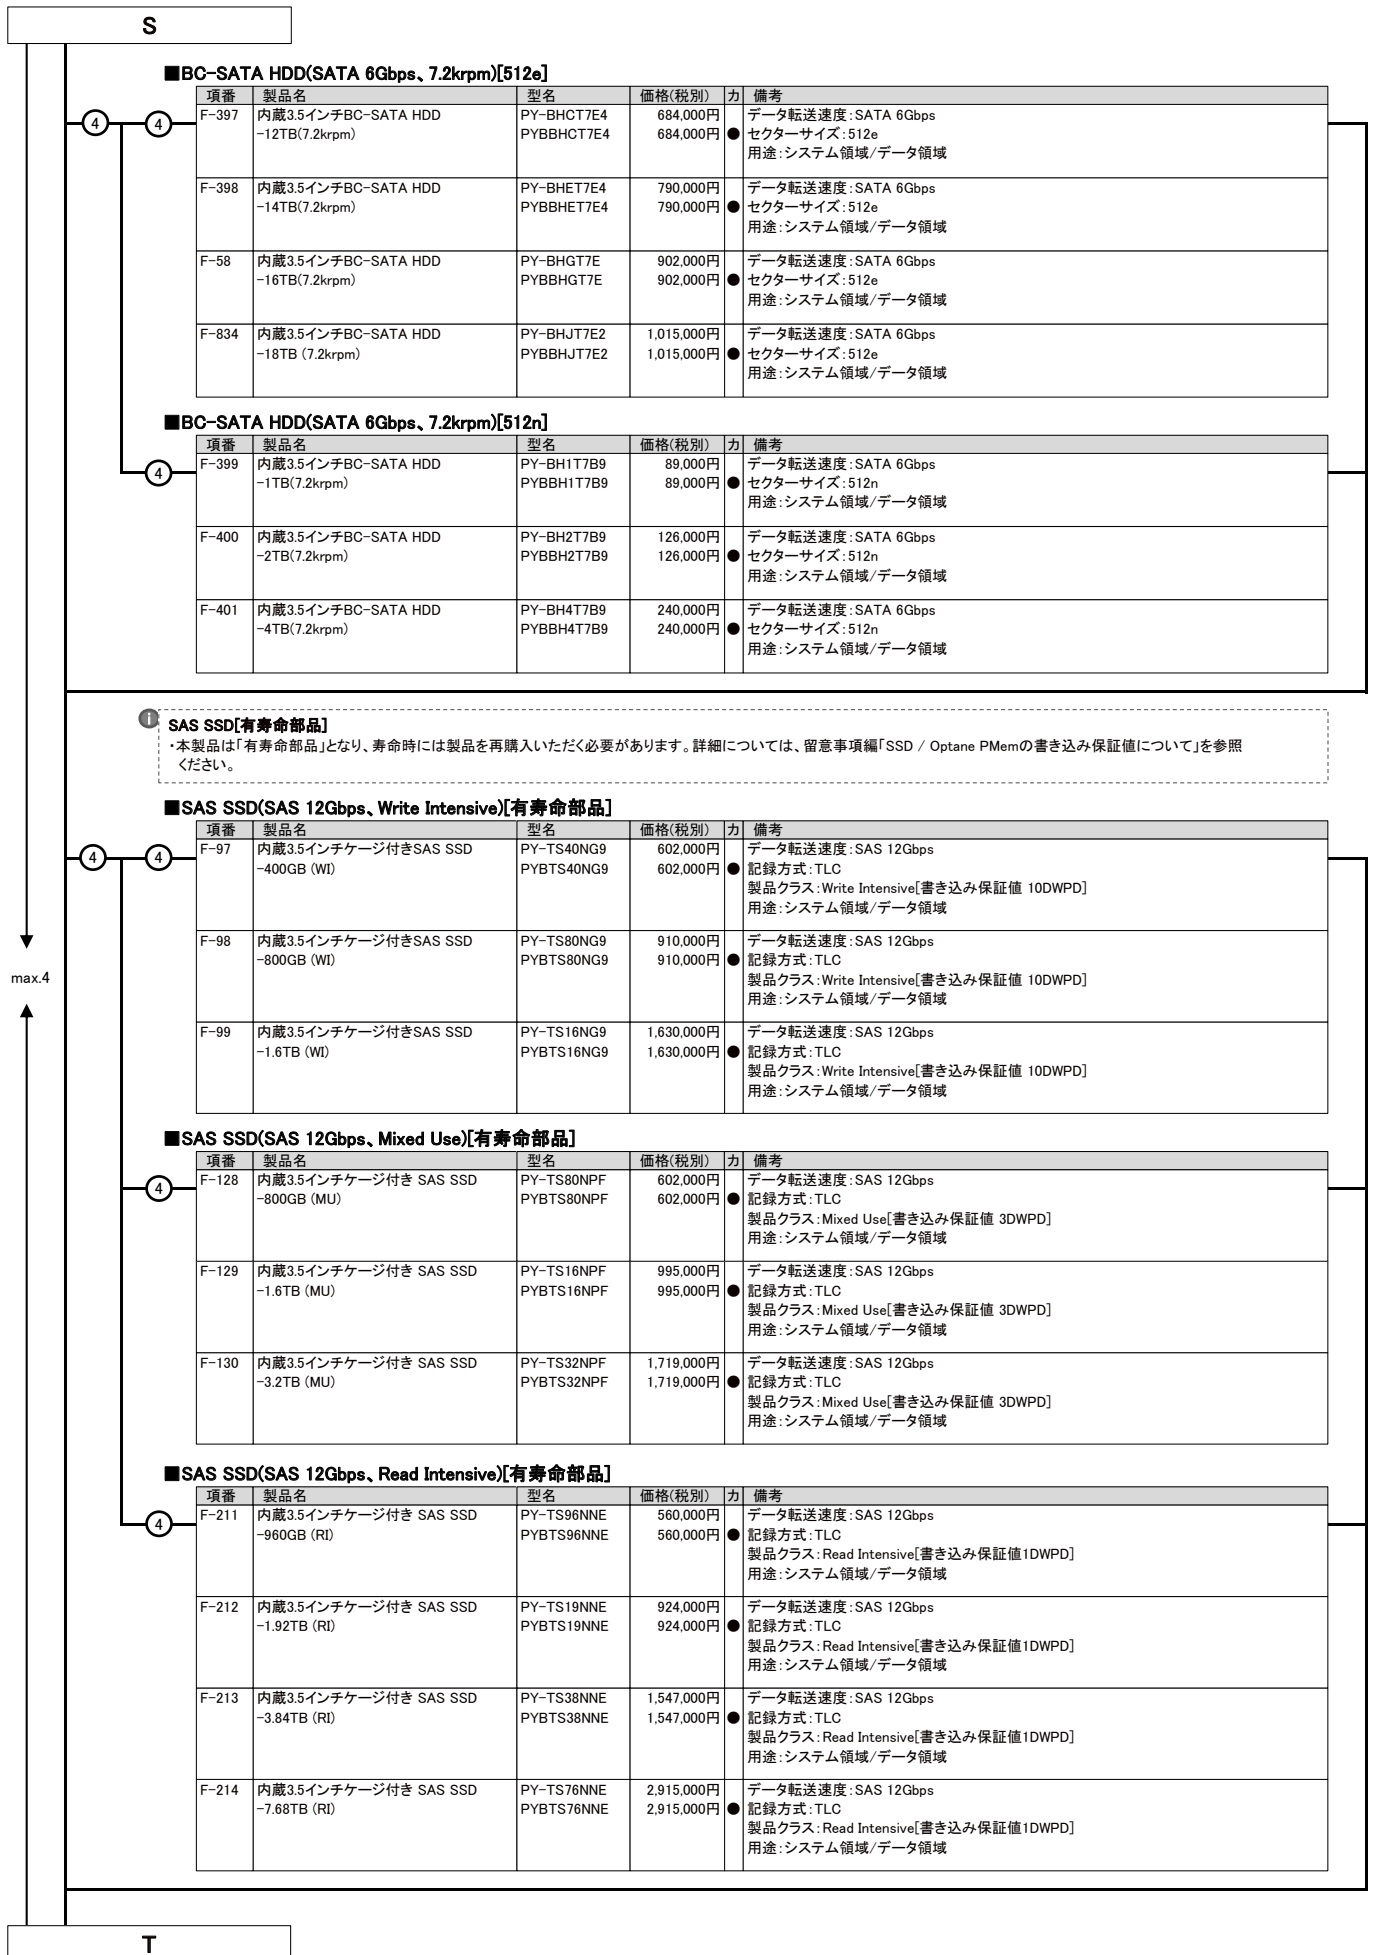 S
■BC-SATA HDD(SATA 6Gbps、7.2krpm)[512e]
項番 製品名 型名 価格(税別) カ 備考
④ ④ F-397 内蔵3.5インチBC-SATA HDD PY-BHCT7E4 684,000円 データ転送速度:SATA 6Gbps
-12TB(7.2krpm) PYBBHCT7E4 684,000円 ● セクターサイズ:512e
用途:システム領域/データ領域
F-398 内蔵3.5インチBC-SATA HDD PY-BHET7E4 790,000円 データ転送速度:SATA 6Gbps
-14TB(7.2krpm) PYBBHET7E4 790,000円 ● セクターサイズ:512e
用途:システム領域/データ領域
F-58 内蔵3.5インチBC-SATA HDD PY-BHGT7E 902,000円 データ転送速度:SATA 6Gbps
-16TB(7.2krpm) PYBBHGT7E 902,000円 ● セクターサイズ:512e
用途:システム領域/データ領域
F-834 内蔵3.5インチBC-SATA HDD PY-BHJT7E2 1,015,000円 データ転送速度:SATA 6Gbps
-18TB (7.2krpm) PYBBHJT7E2 1,015,000円 ● セクターサイズ:512e
用途:システム領域/データ領域
■BC-SATA HDD(SATA 6Gbps、7.2krpm)[512n]
項番 製品名 型名 価格(税別) カ 備考
④ F-399 内蔵3.5インチBC-SATA HDD PY-BH1T7B9 89,000円 データ転送速度:SATA 6Gbps
-1TB(7.2krpm) PYBBH1T7B9 89,000円 ● セクターサイズ:512n
用途:システム領域/データ領域
F-400 内蔵3.5インチBC-SATA HDD PY-BH2T7B9 126,000円 データ転送速度:SATA 6Gbps
-2TB(7.2krpm) PYBBH2T7B9 126,000円 ● セクターサイズ:512n
用途:システム領域/データ領域
F-401 内蔵3.5インチBC-SATA HDD PY-BH4T7B9 240,000円 データ転送速度:SATA 6Gbps
-4TB(7.2krpm) PYBBH4T7B9 240,000円 ● セクターサイズ:512n
用途:システム領域/データ領域
i SAS SSD[有寿命部品]
・本製品は「有寿命部品」となり、寿命時には製品を再購入いただく必要があります。詳細については、留意事項編「SSD / Optane PMemの書き込み保証値について」を参照
ください。
■SAS SSD(SAS 12Gbps、Write Intensive)[有寿命部品]
項番 製品名 型名 価格(税別) カ 備考
④ ④ F-97 内蔵3.5インチケージ付きSAS SSD PY-TS40NG9 602,000円 データ転送速度:SAS 12Gbps
-400GB (WI) PYBTS40NG9 602,000円 ● 記録方式:TLC
製品クラス:Write Intensive[書き込み保証値 10DWPD]
用途:システム領域/データ領域
F-98 内蔵3.5インチケージ付きSAS SSD PY-TS80NG9 910,000円 データ転送速度:SAS 12Gbps
-800GB (WI) PYBTS80NG9 910,000円 ● 記録方式:TLC
製品クラス:Write Intensive[書き込み保証値 10DWPD]
用途:システム領域/データ領域
max.4
F-99 内蔵3.5インチケージ付きSAS SSD PY-TS16NG9 1,630,000円 データ転送速度:SAS 12Gbps
-1.6TB (WI) PYBTS16NG9 1,630,000円 ● 記録方式:TLC
製品クラス:Write Intensive[書き込み保証値 10DWPD]
用途:システム領域/データ領域
■SAS SSD(SAS 12Gbps、Mixed Use)[有寿命部品]
項番 製品名 型名 価格(税別) カ 備考
④ F-128 内蔵3.5インチケージ付き SAS SSD PY-TS80NPF 602,000円 データ転送速度:SAS 12Gbps
-800GB (MU) PYBTS80NPF 602,000円 ● 記録方式:TLC
製品クラス:Mixed Use[書き込み保証値 3DWPD]
用途:システム領域/データ領域
F-129 内蔵3.5インチケージ付き SAS SSD PY-TS16NPF 995,000円 データ転送速度:SAS 12Gbps
-1.6TB (MU) PYBTS16NPF 995,000円 ● 記録方式:TLC
製品クラス:Mixed Use[書き込み保証値 3DWPD]
用途:システム領域/データ領域
F-130 内蔵3.5インチケージ付き SAS SSD PY-TS32NPF 1,719,000円 データ転送速度:SAS 12Gbps
-3.2TB (MU) PYBTS32NPF 1,719,000円 ● 記録方式:TLC
製品クラス:Mixed Use[書き込み保証値 3DWPD]
用途:システム領域/データ領域
■SAS SSD(SAS 12Gbps、Read Intensive)[有寿命部品]
項番 製品名 型名 価格(税別) カ 備考
④ F-211 内蔵3.5インチケージ付き SAS SSD PY-TS96NNE 560,000円 データ転送速度:SAS 12Gbps
-960GB (RI) PYBTS96NNE 560,000円 ● 記録方式:TLC
製品クラス:Read Intensive[書き込み保証値1DWPD]
用途:システム領域/データ領域
F-212 内蔵3.5インチケージ付き SAS SSD PY-TS19NNE 924,000円 データ転送速度:SAS 12Gbps
-1.92TB (RI) PYBTS19NNE 924,000円 ● 記録方式:TLC
製品クラス:Read Intensive[書き込み保証値1DWPD]
用途:システム領域/データ領域
F-213 内蔵3.5インチケージ付き SAS SSD PY-TS38NNE 1,547,000円 データ転送速度:SAS 12Gbps
-3.84TB (RI) PYBTS38NNE 1,547,000円 ● 記録方式:TLC
製品クラス:Read Intensive[書き込み保証値1DWPD]
用途:システム領域/データ領域
F-214 内蔵3.5インチケージ付き SAS SSD PY-TS76NNE 2,915,000円 データ転送速度:SAS 12Gbps
-7.68TB (RI) PYBTS76NNE 2,915,000円 ● 記録方式:TLC
製品クラス:Read Intensive[書き込み保証値1DWPD]
用途:システム領域/データ領域
T